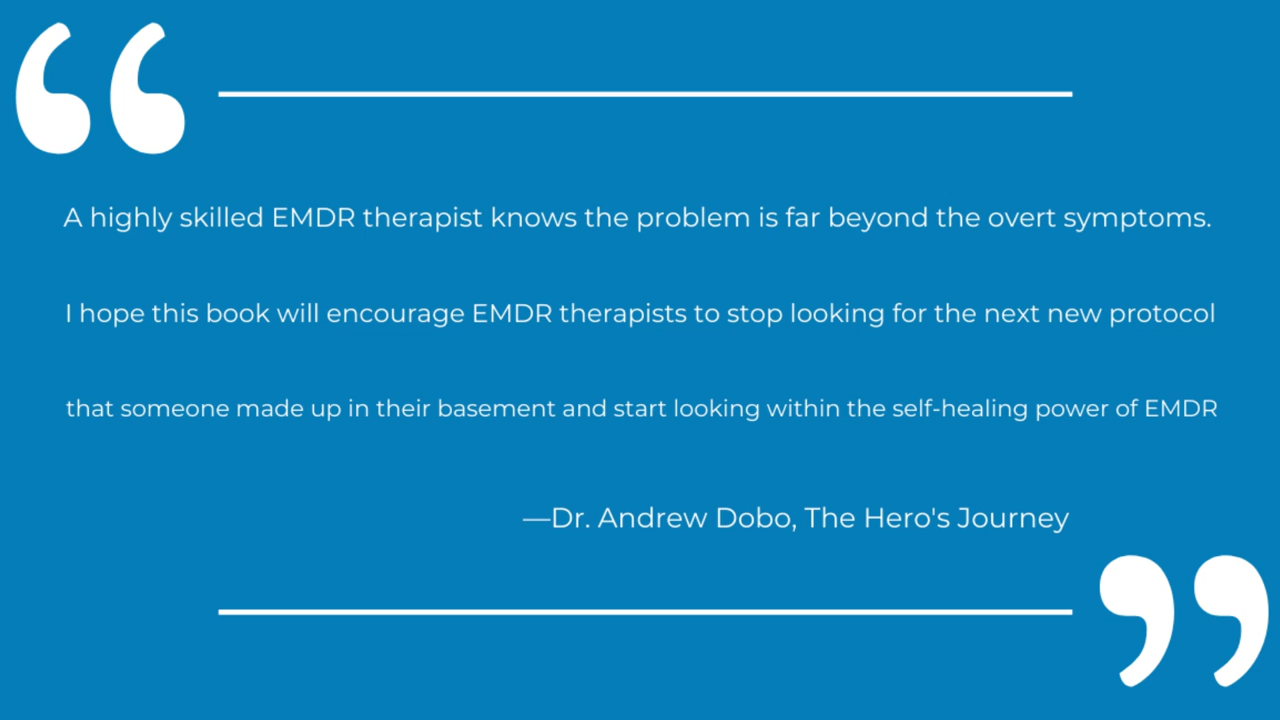 “
A highly skilled EMDR therapist knows the problem is far beyond the overt symptoms.
I hope this book will encourage EMDR therapists to stop looking for the next new protocol
that someone made up in their basement and start looking within the self-healing power of EMDR
—Dr. Andrew Dobo, The Hero's Journey
”